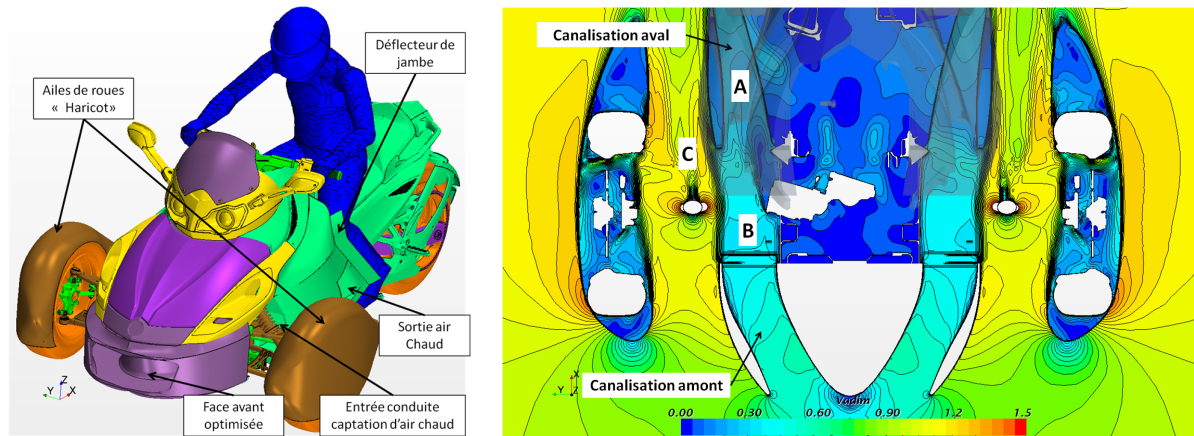 Déflecteur de
jambe
Ailes de roues
« Haricot»
Sortie air
Chaud
Face avant
optimisée
Entrée conduite
captation d'air chaud
Z
Y
X
Canalisation aval
A
C
B
Canalisation amont
X
Y
Z
Vadim
0.00 0.30 0.60 0.90 1.2 1.5